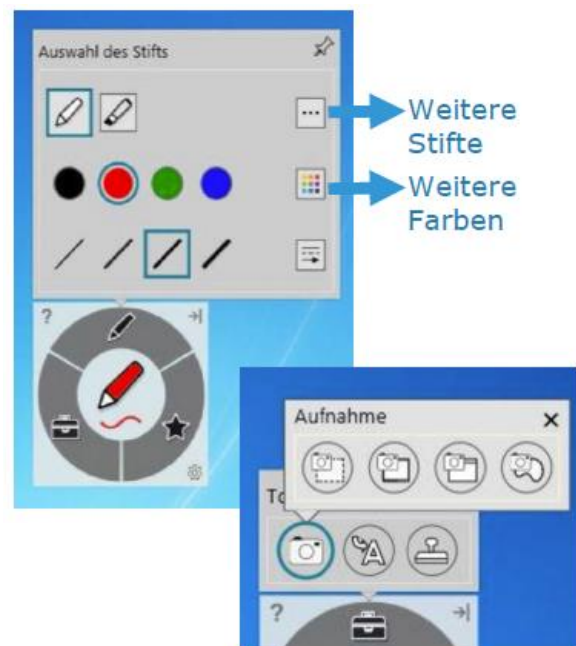 Auswahl des Stifts
Weitere
Stifte
Weitere
Farben
?
Aufnahme
To
A
?